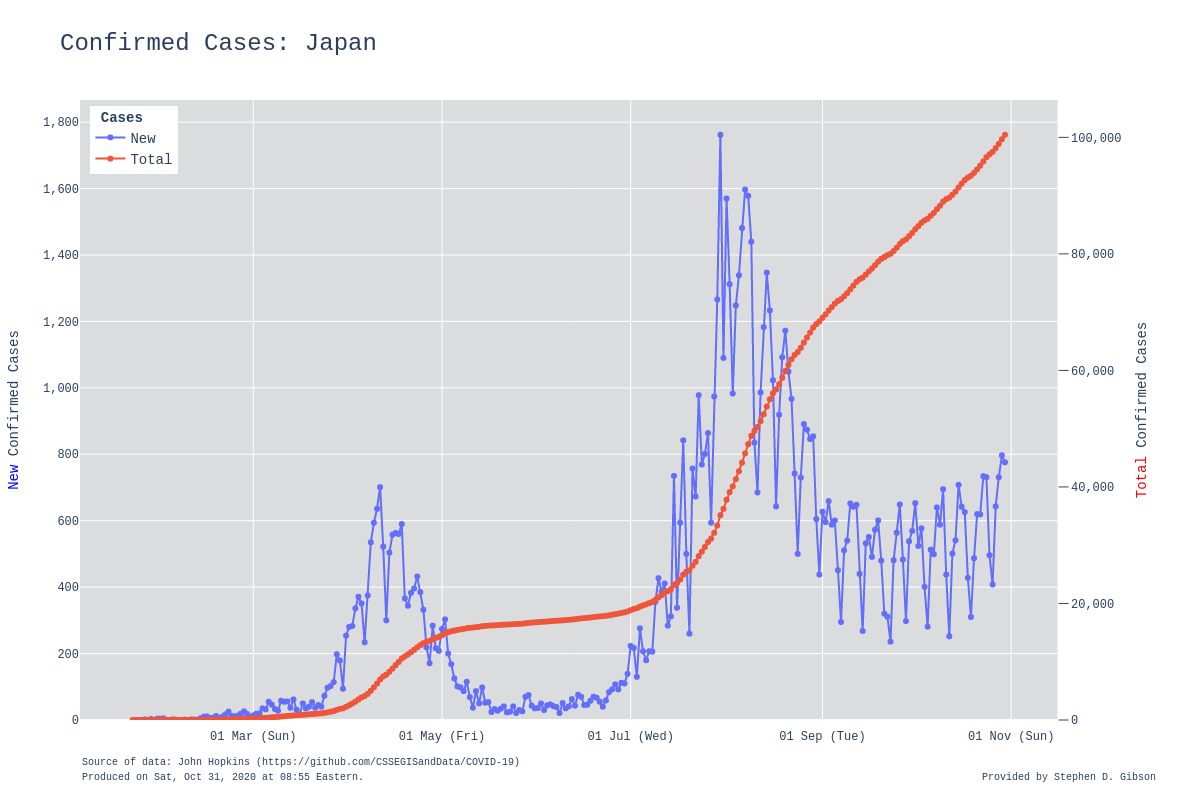 Confirmed Cases: Japan
Cases
New
Total
1,800
1,600
1,400
1,200
1,000
800
600
400
200
0
New Confirmed Cases
100,000
80,000
60,000
40,000
20,000
0
Total Confirmed Cases
01 Mar (Sun)
01 May (Fri)
01 Jul (Wed)
01 Sep (Tue)
01 Nov (Sun)
Source of data: John Hopkins (https://github.com/CSSEGISandData/COVID-19)
Produced on Sat, Oct 31, 2020 at 08:55 Eastern.
Provided by Stephen D. Gibson